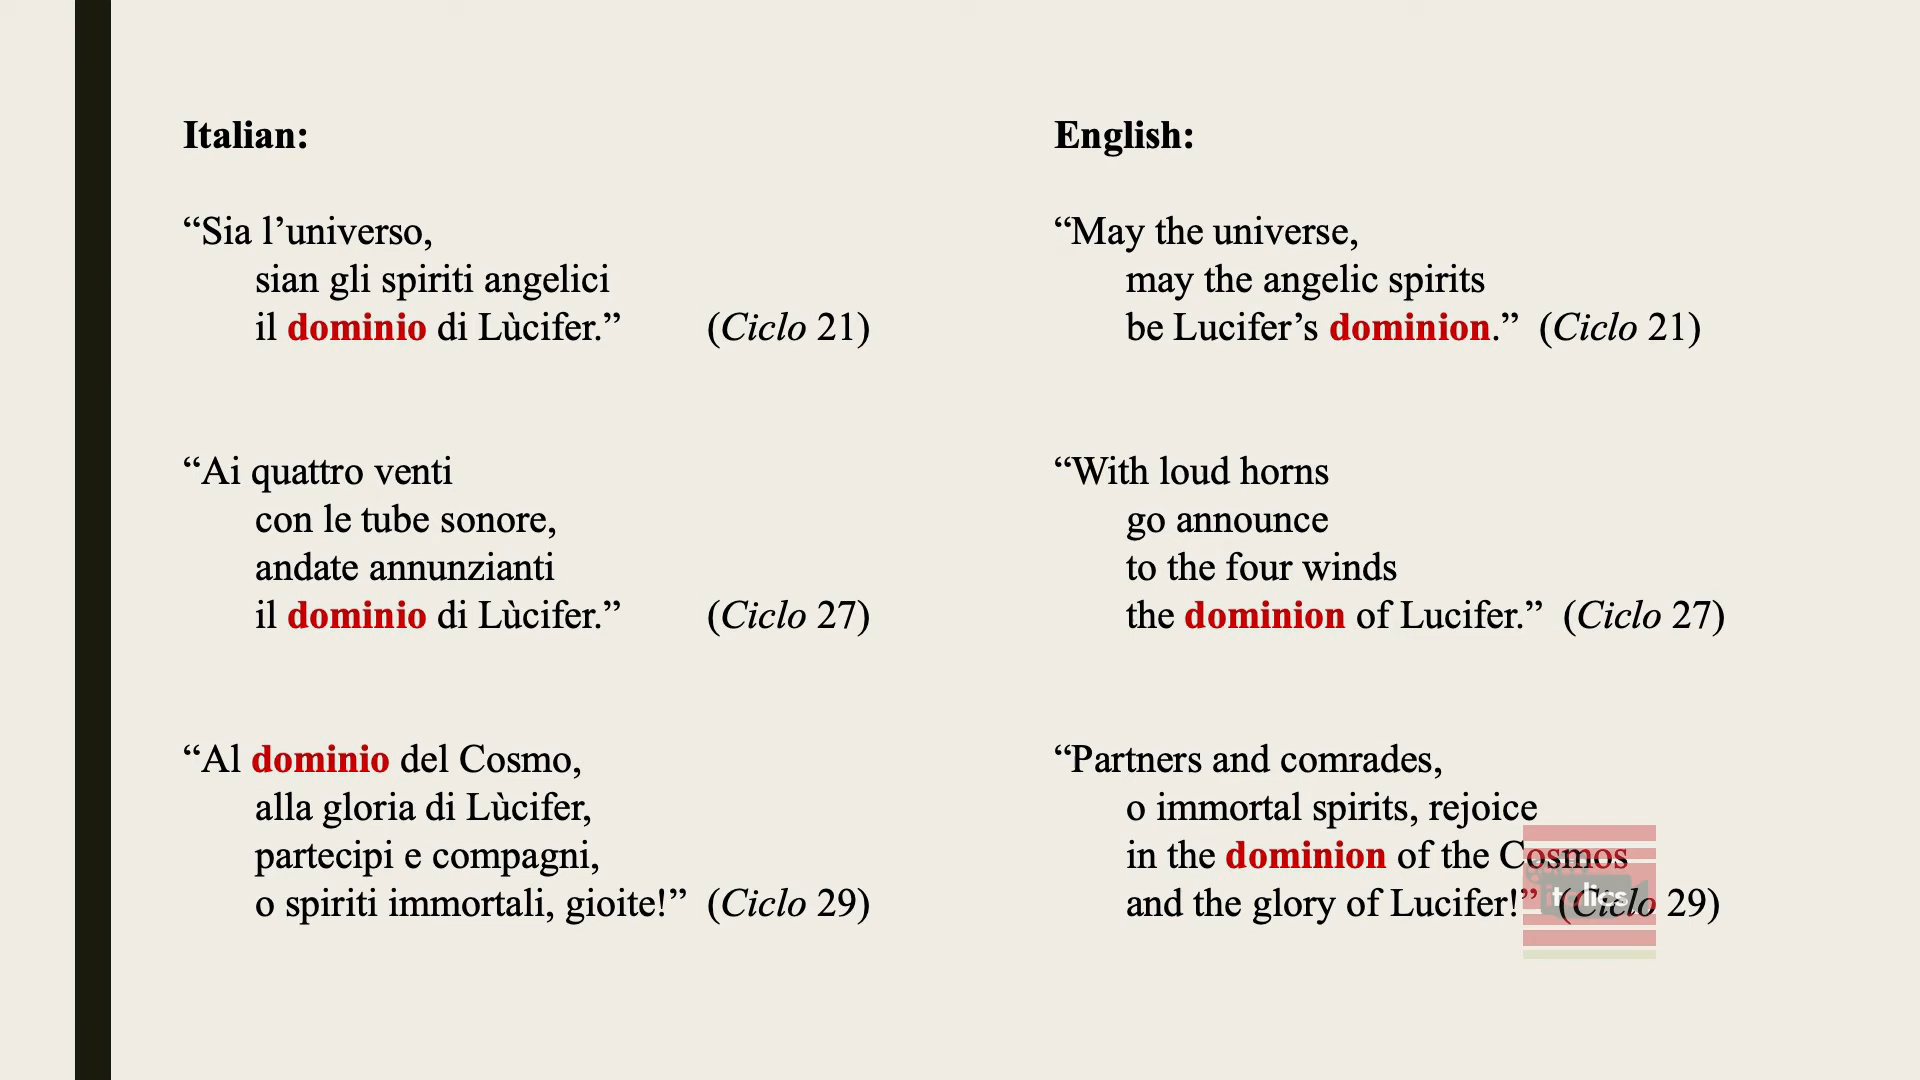 Italian:
“Sia l’universo,
sian gli spiriti angelici
il dominio di Lùcifer.” (Ciclo 21)
“Ai quattro venti
con le tube sonore,
andate annunzianti
il dominio di Lùcifer.” (Ciclo 27)
“Al dominio del Cosmo,
alla gloria di Lùcifer,
partecipi e compagni,
o spiriti immortali, gioite!” (Ciclo 29)
English:
“May the universe,
may the angelic spirits
be Lucifer’s dominion.” (Ciclo 21)
“With loud horns
go announce
to the four winds
the dominion of Lucifer.” (Ciclo 27)
“Partners and comrades,
o immortal spirits, rejoice
in the dominion of the Cosmos
and the glory of Lucifer!” (Ciclo 29)
italics